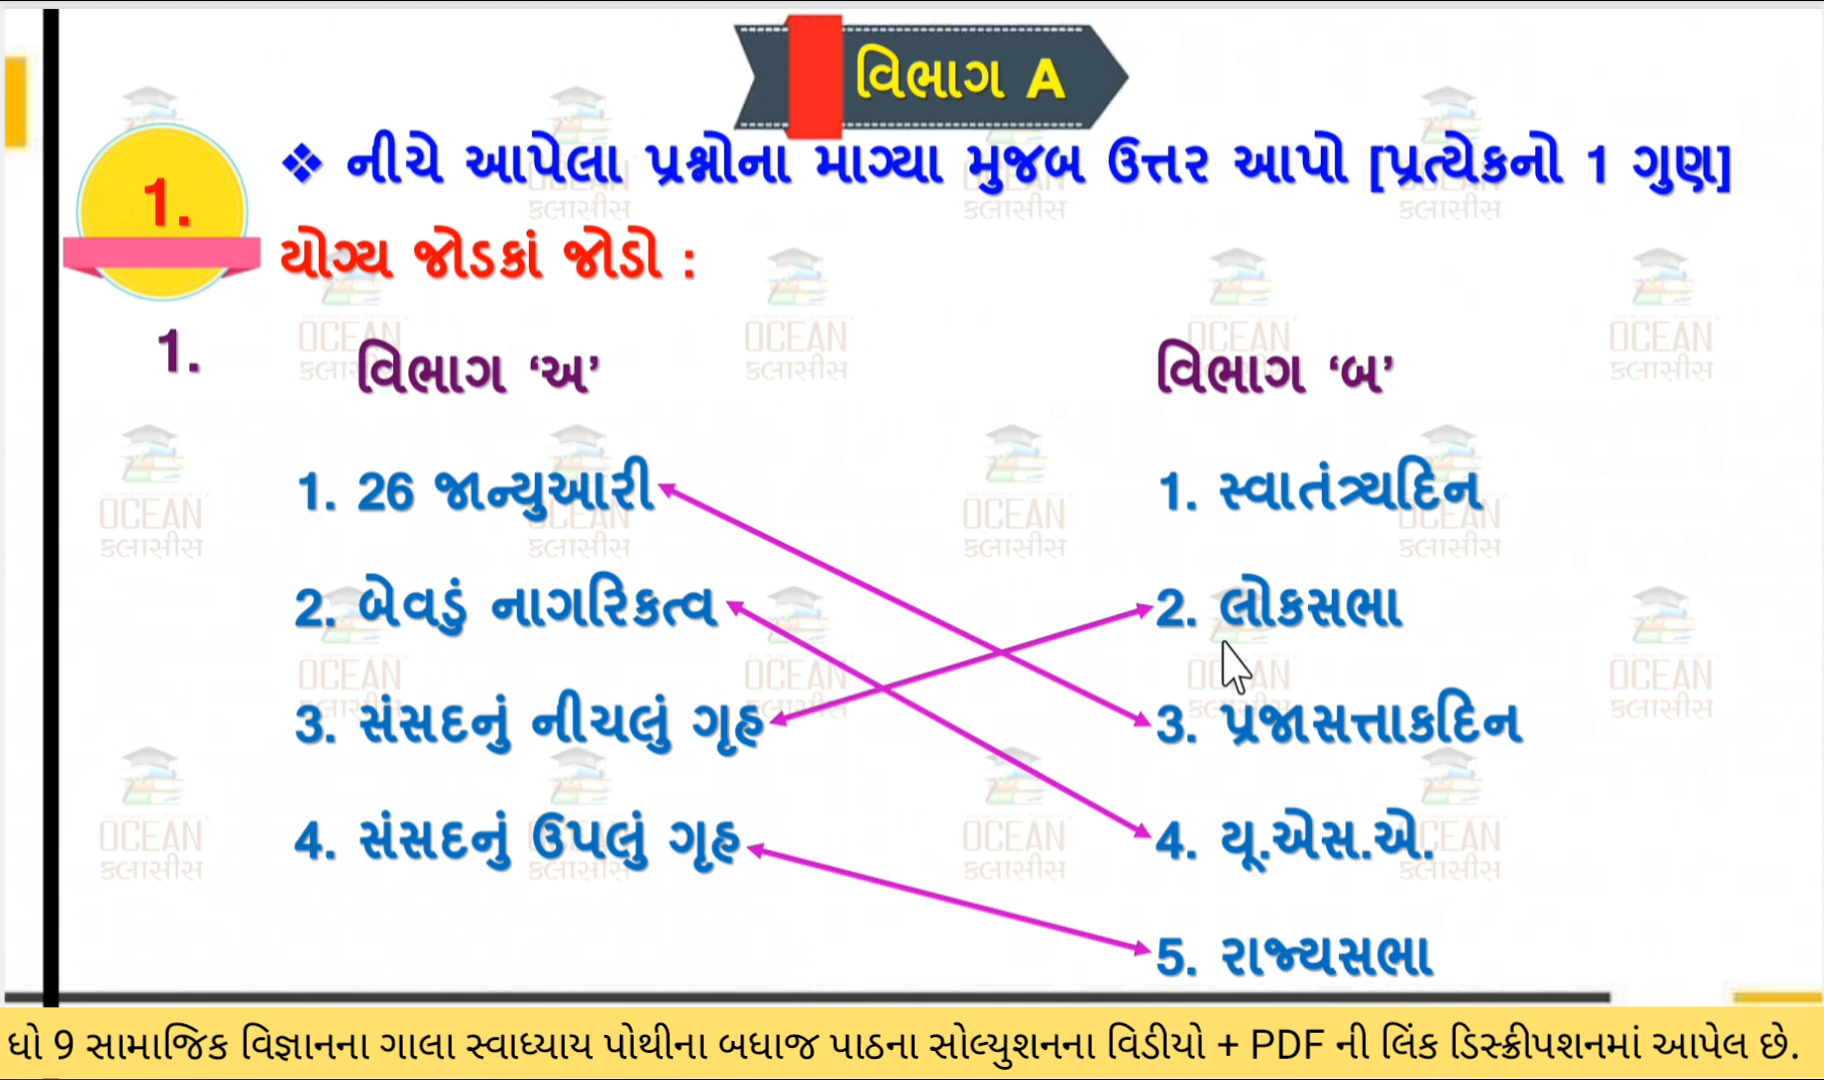 વિભાગ A
❖ નીચે આપેલા પ્રશ્નોના માગ્યા મુજબ ઉત્તર આપો [પ્રત્યેકનો 1 ગુણ]
1.
યોગ્ય જોડકાં જોડો :
1.
વિભાગ ‘અ’ વિભાગ ‘બ’
1. 26 જાન્યુઆરી 1. સ્વાતંત્ર્યદિન
2. બેવડું નાગરિકત્વ 2. લોકસભા
3. સંસદનું નીચલું ગૃહ 3. પ્રજાસત્તાકદિન
4. સંસદનું ઉપલું ગૃહ 4. યૂ.એસ.એ.
5. રાજ્યસભા
OCEAN
ક્લાસીસ
ધો 9 સામાજિક વિજ્ઞાનના ગાલા સ્વાધ્યાય પોથીના બધાજ પાઠના સોલ્યુશનના વિડીયો + PDF ની લિંક ડિસ્ક્રીપશનમાં આપેલ છે.